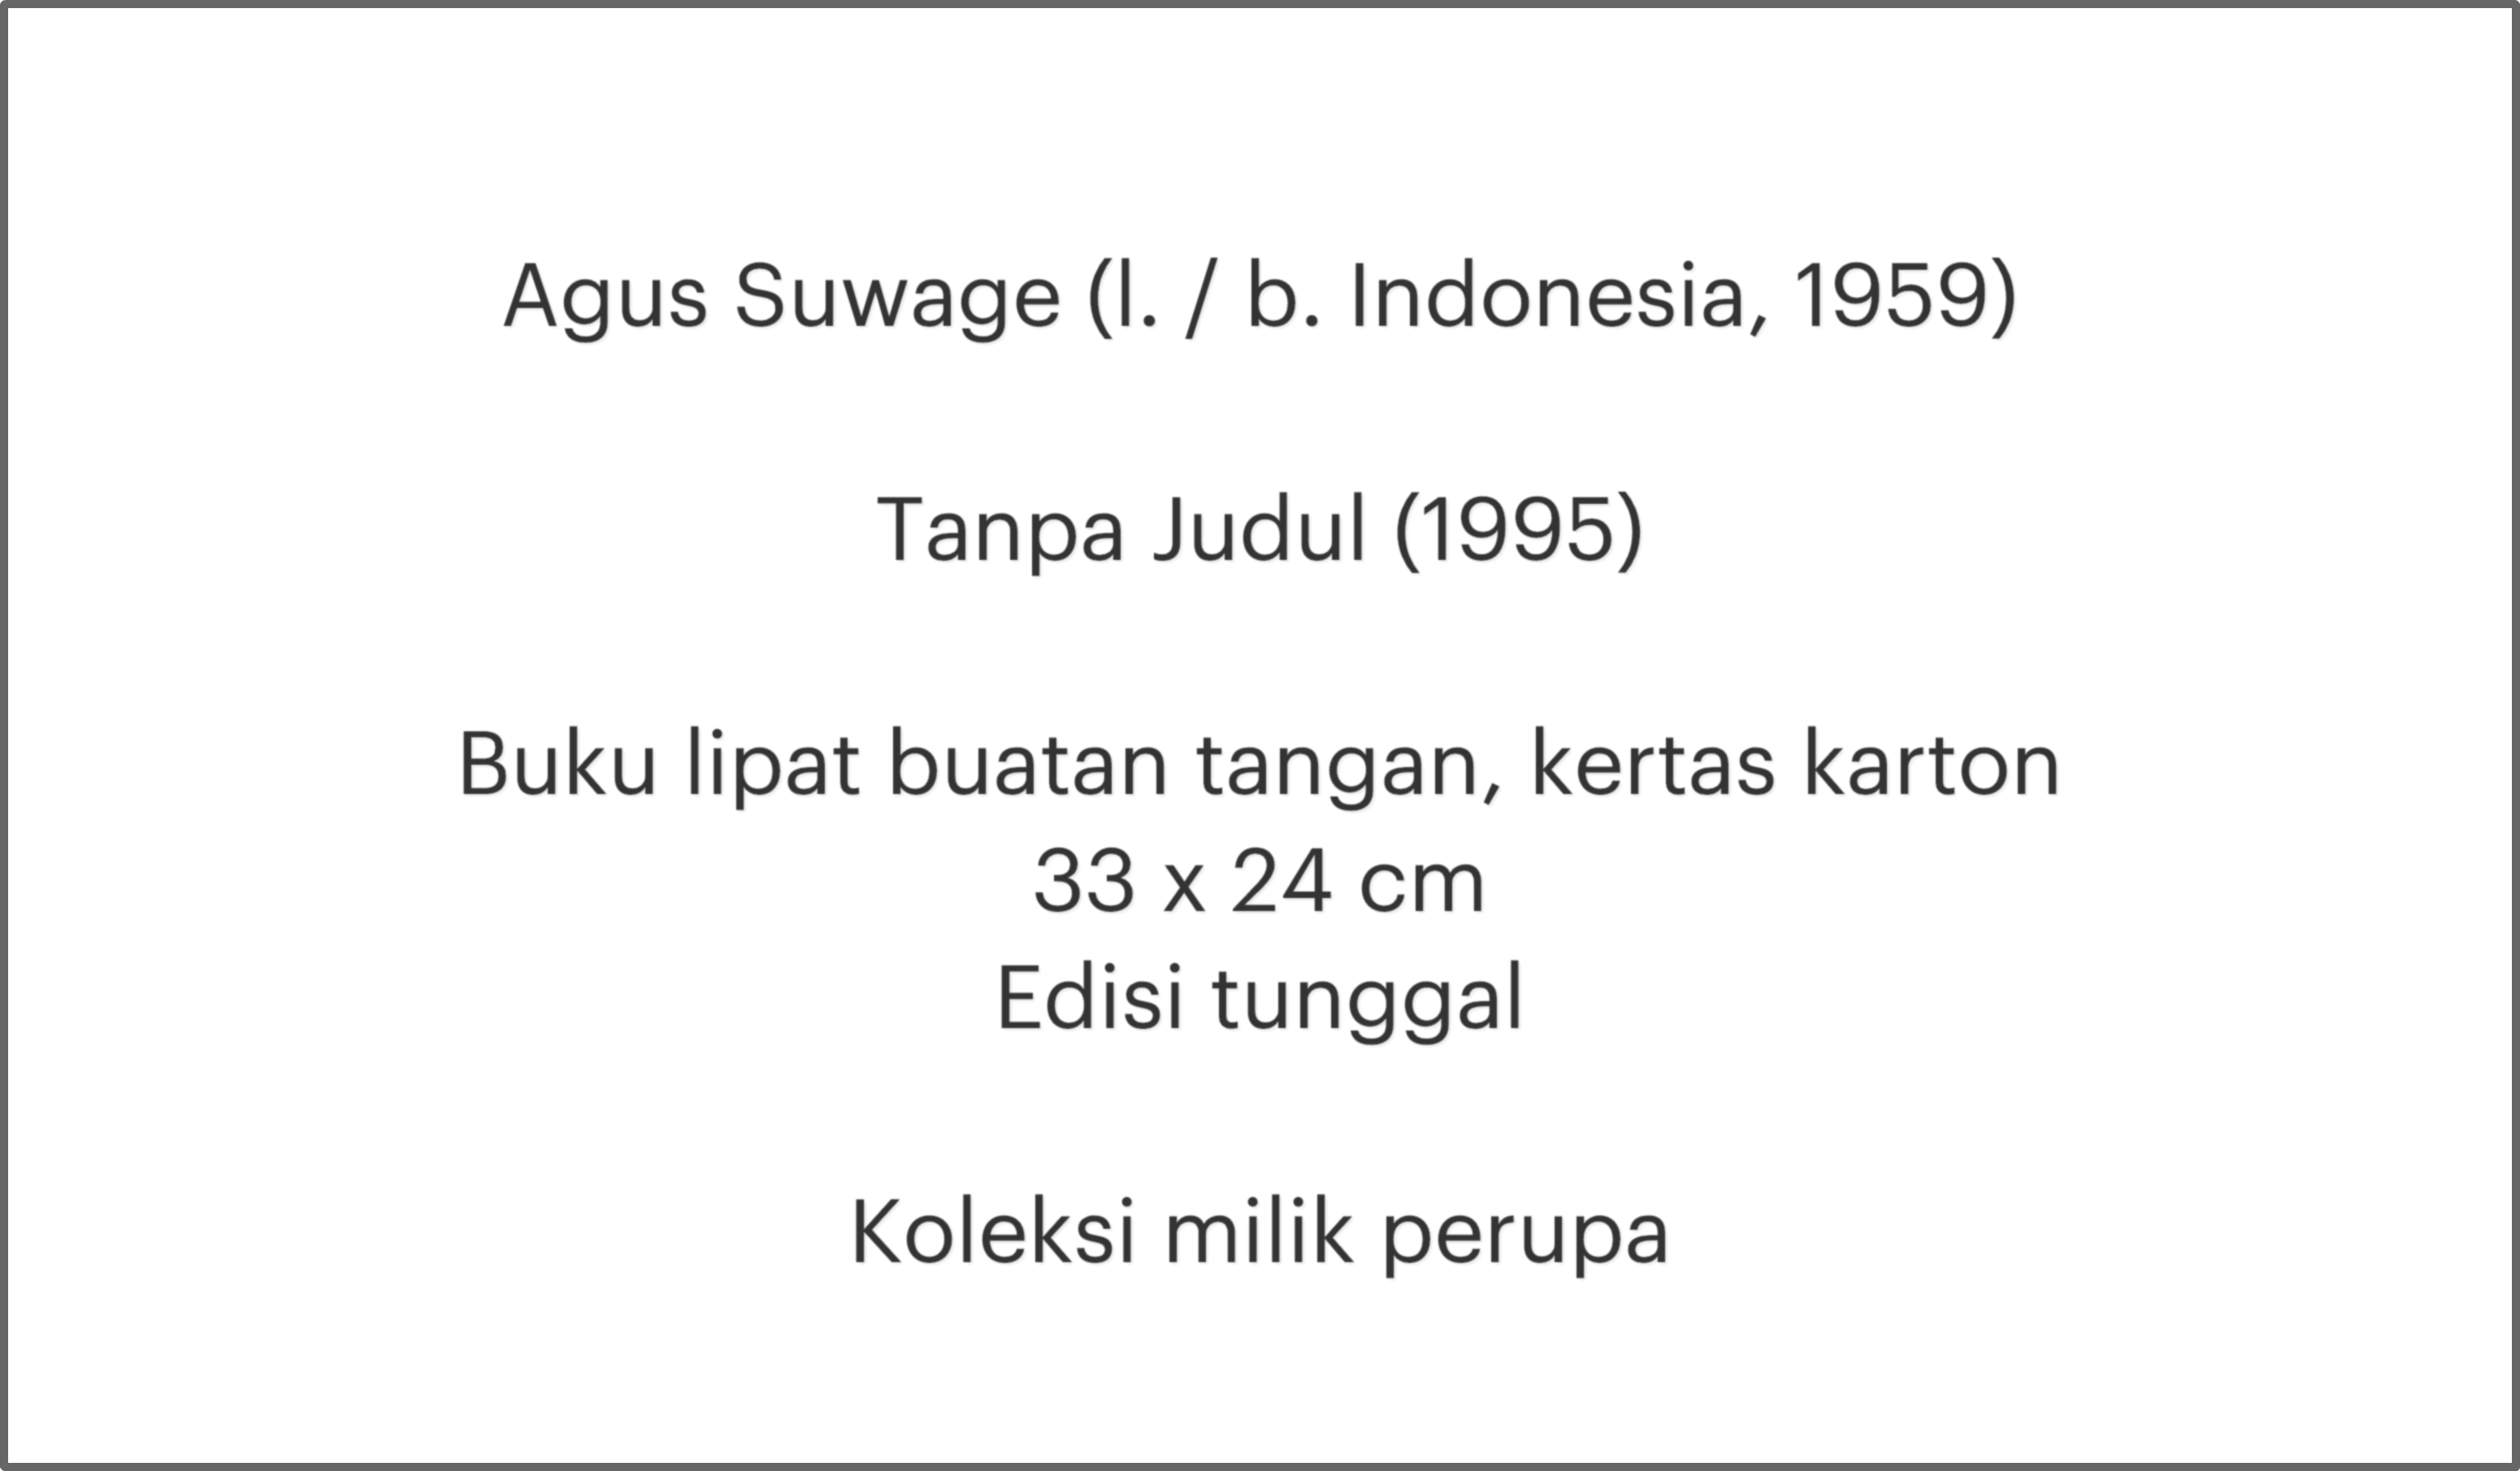 Agus Suwage (l. / b. Indonesia, 1959)
Tanpa Judul (1995)
Buku lipat buatan tangan, kertas karton
33 x 24 cm
Edisi tunggal
Koleksi milik perupa